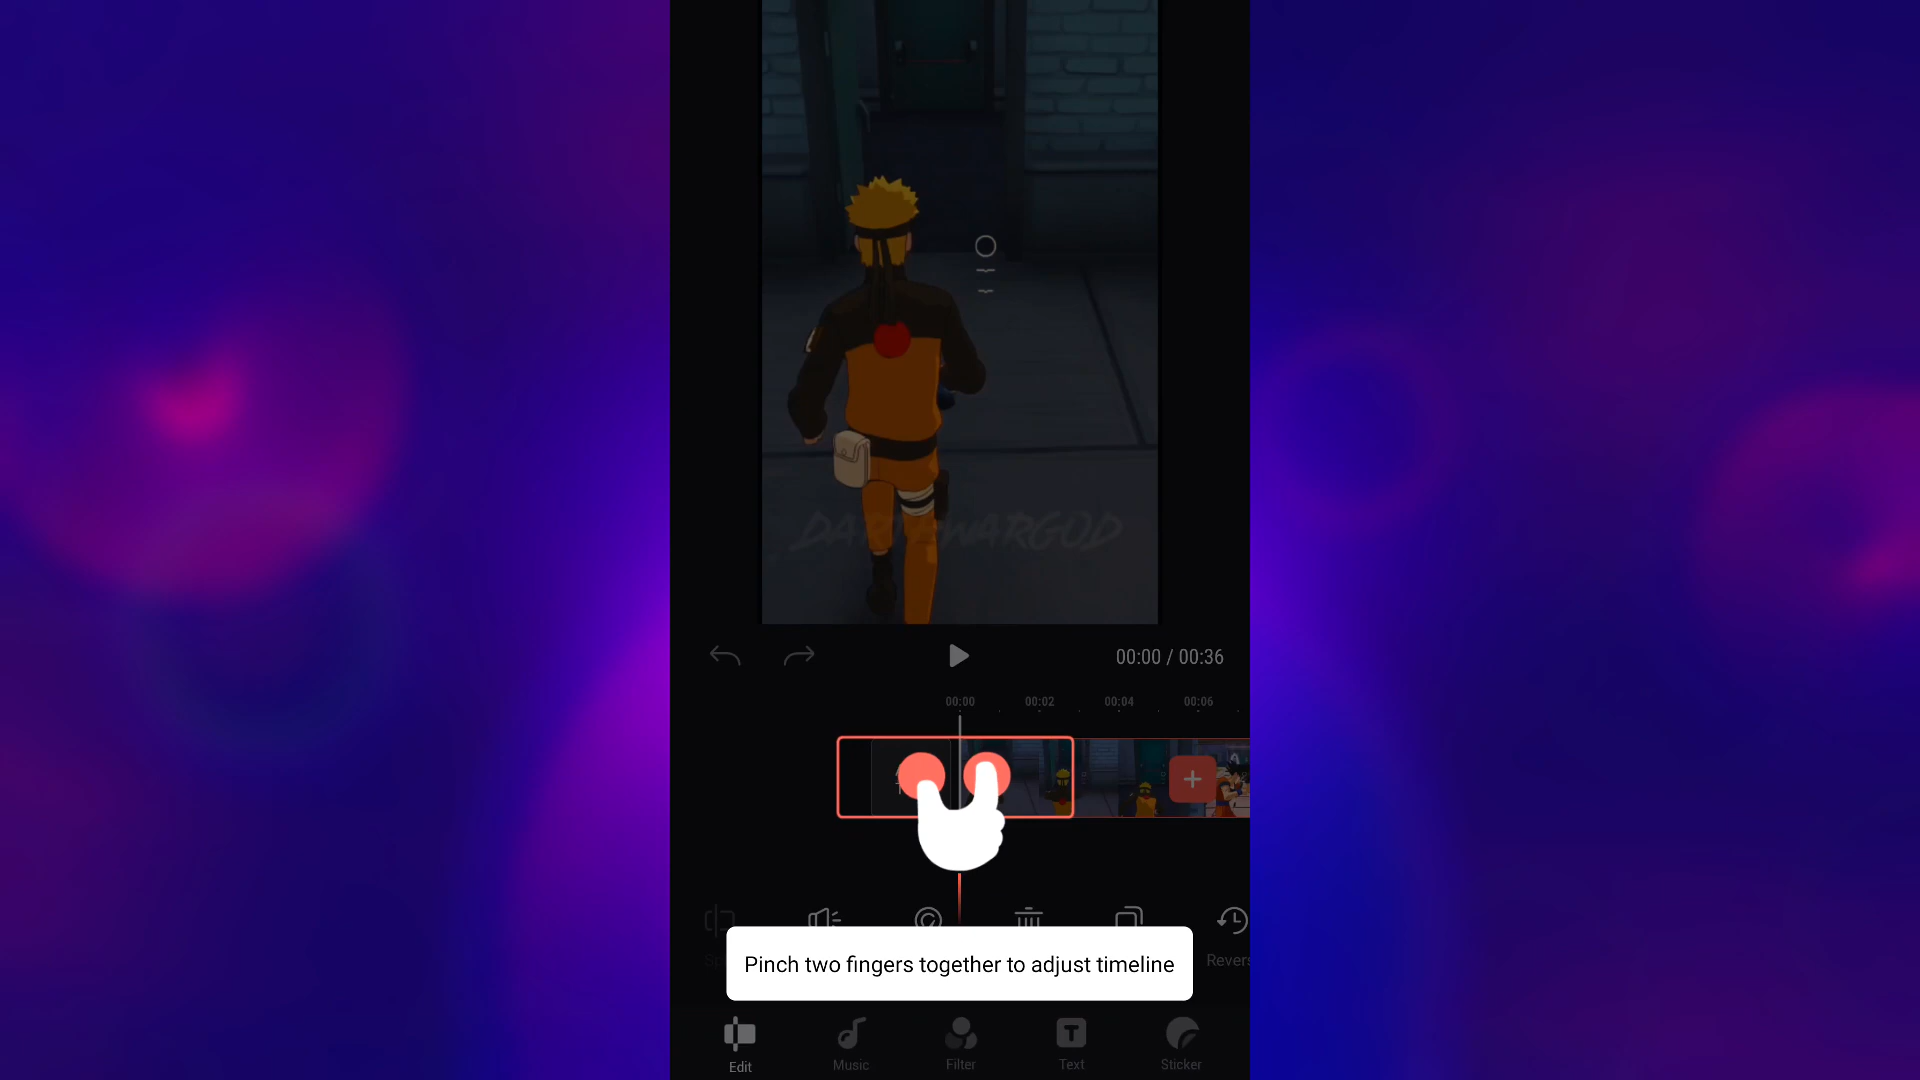 DARTHWARGOD
00:00 / 00:36
00:00 00:02 00:04 00:06
Pinch two fingers together to adjust timeline
Edit Music Filter Text Sticker